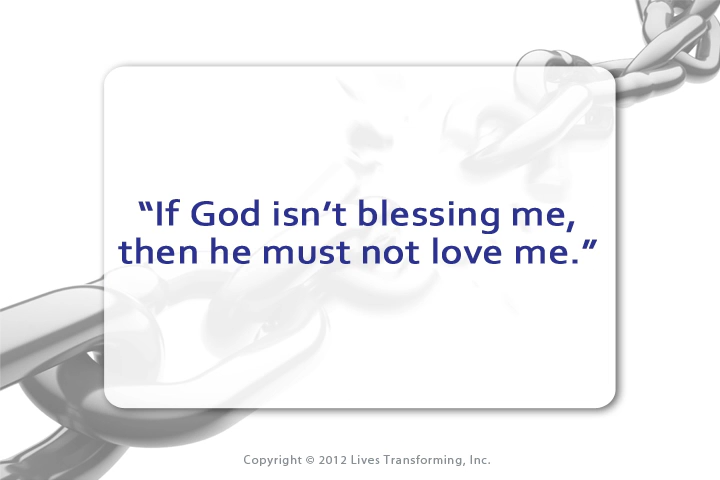 “If God isn’t blessing me,
then he must not love me.”
Copyright © 2012 Lives Transforming, Inc.